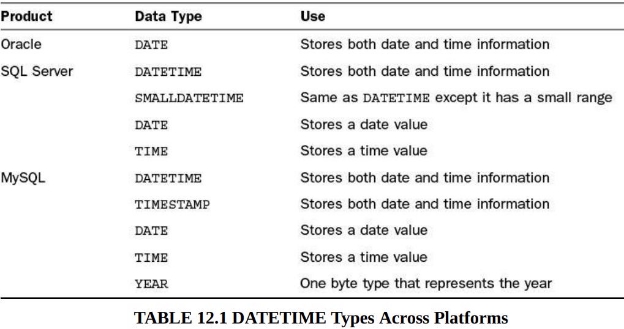 Product Data Type Use
Oracle DATE Stores both date and time information
SQL Server DATETIME Stores both date and time information
SMALLDATETIME Same as DATETIME except it has a small range
DATE Stores a date value
TIME Stores a time value
MySQL DATETIME Stores both date and time information
TIMESTAMP Stores both date and time information
DATE Stores a date value
TIME Stores a time value
YEAR One byte type that represents the year
TABLE 12.1 DATETIME Types Across Platforms